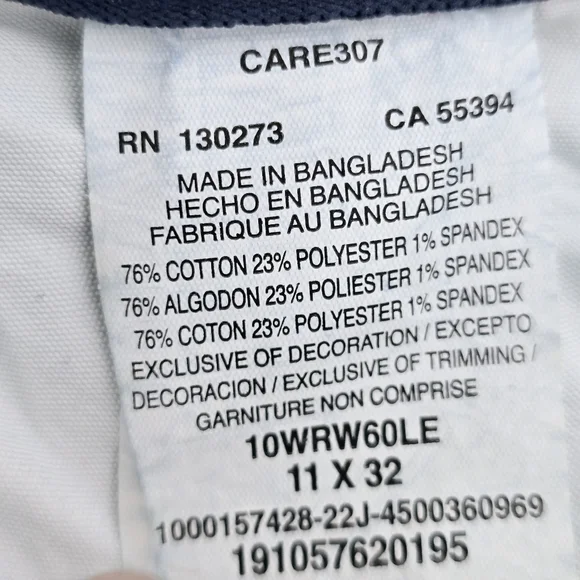 CARE307
RN 130273 CA 55394
MADE IN BANGLADESH
HECHO EN BANGLADESH
FABRIQUE AU BANGLADESH
76% COTTON 23% POLYESTER 1% SPANDEX
76% ALGODON 23% POLIESTER 1% SPANDEX
76% COTON 23% POLYESTER 1% SPANDEX
EXCLUSIVE OF DECORATION / EXCEPTO
DECORACION / EXCLUSIVE OF TRIMMING /
GARNITURE NON COMPRISE
10WRW60LE
11 X 32
1000157428-22J-4500360969
191057620195